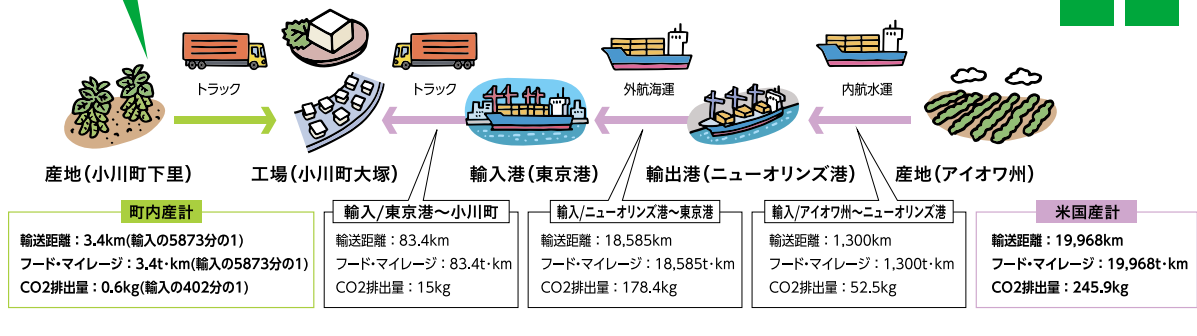 トラック
トラック
外航海運
内航水運
産地(小川町下里)
工場(小川町大塚)
輸入港(東京港)
輸出港(ニューオリンズ港)
産地(アイオワ州)
町内産計
輸送距離：3.4km(輸入の5873分の1)
フード・マイレージ：3.4t・km(輸入の5873分の1)
CO2排出量：0.6kg(輸入の402分の1)
輸入/東京港～小川町
輸送距離：83.4km
フード・マイレージ：83.4t・km
CO2排出量：15kg
輸入/ニューオリンズ港～東京港
輸送距離：18,585km
フード・マイレージ：18,585t・km
CO2排出量：178.4kg
輸入/アイオワ州～ニューオリンズ港
輸送距離：1,300km
フード・マイレージ：1,300t・km
CO2排出量：52.5kg
米国産計
輸送距離：19,968km
フード・マイレージ：19,968t・km
CO2排出量：245.9kg